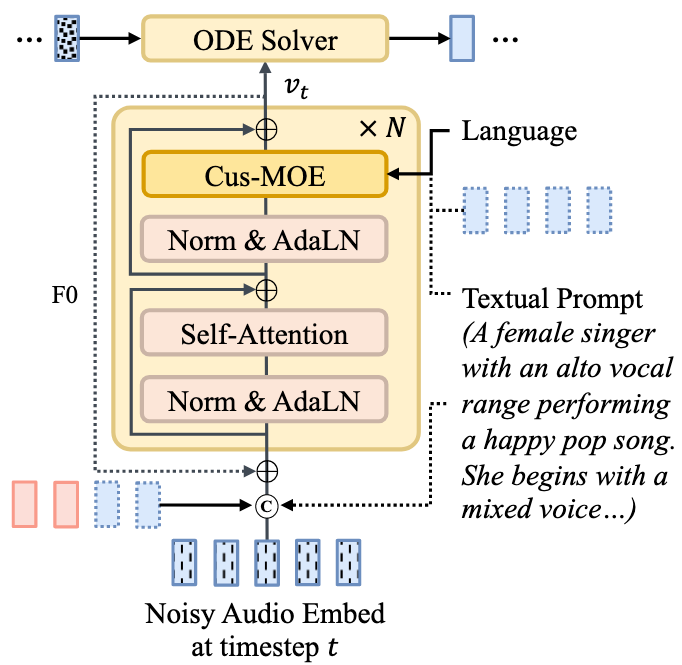 ... ODE Solver ...
v_t
× N
Language
Cus-MOE
Norm & AdaLN
F0
Self-Attention
Norm & AdaLN
Textual Prompt
(A female singer
with an alto vocal
range performing
a happy pop song.
She begins with a
mixed voice…)
C
Noisy Audio Embed
at timestep t